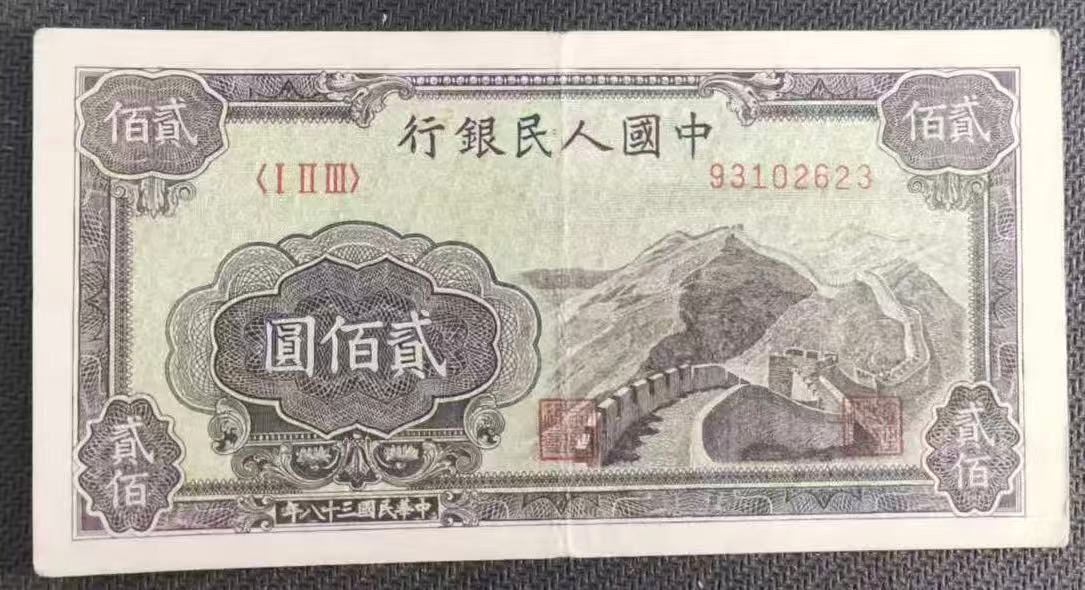 貳佰
貳佰
中國人民銀行
〈I II III〉
93102623
貳佰圓
貳佰
貳佰
中華民國三十八年